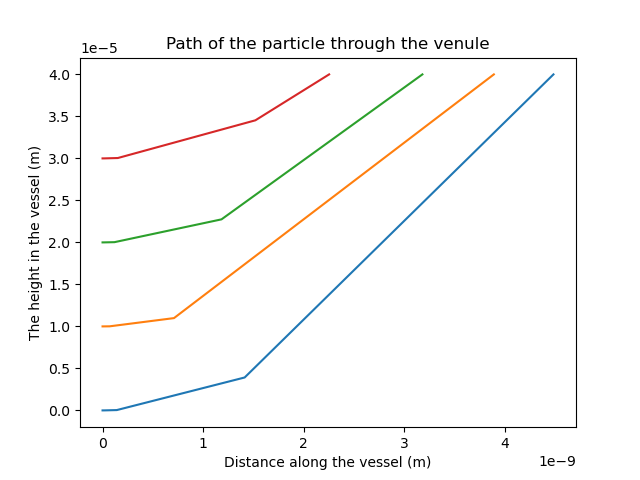 Path of the particle through the venule
1e−5
4.0
3.5
3.0
2.5
2.0
1.5
1.0
0.5
0.0
The height in the vessel (m)
0 1 2 3 4
Distance along the vessel (m)
1e−9